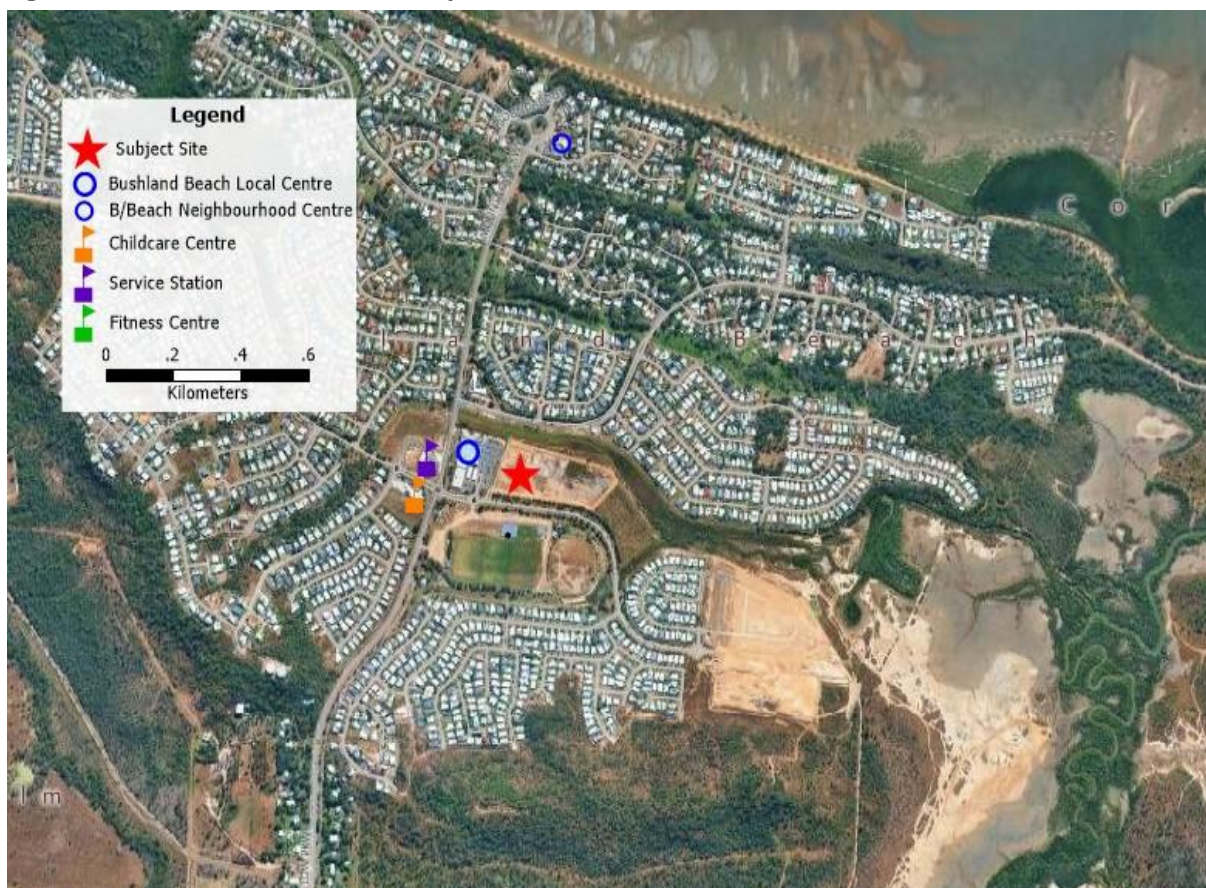 Legend
Subject Site
Bushland Beach Local Centre
B/Beach Neighbourhood Centre
Childcare Centre
Service Station
Fitness Centre
0 .2 .4 .6
Kilometers
C o r
l a n d B e a c h
l m